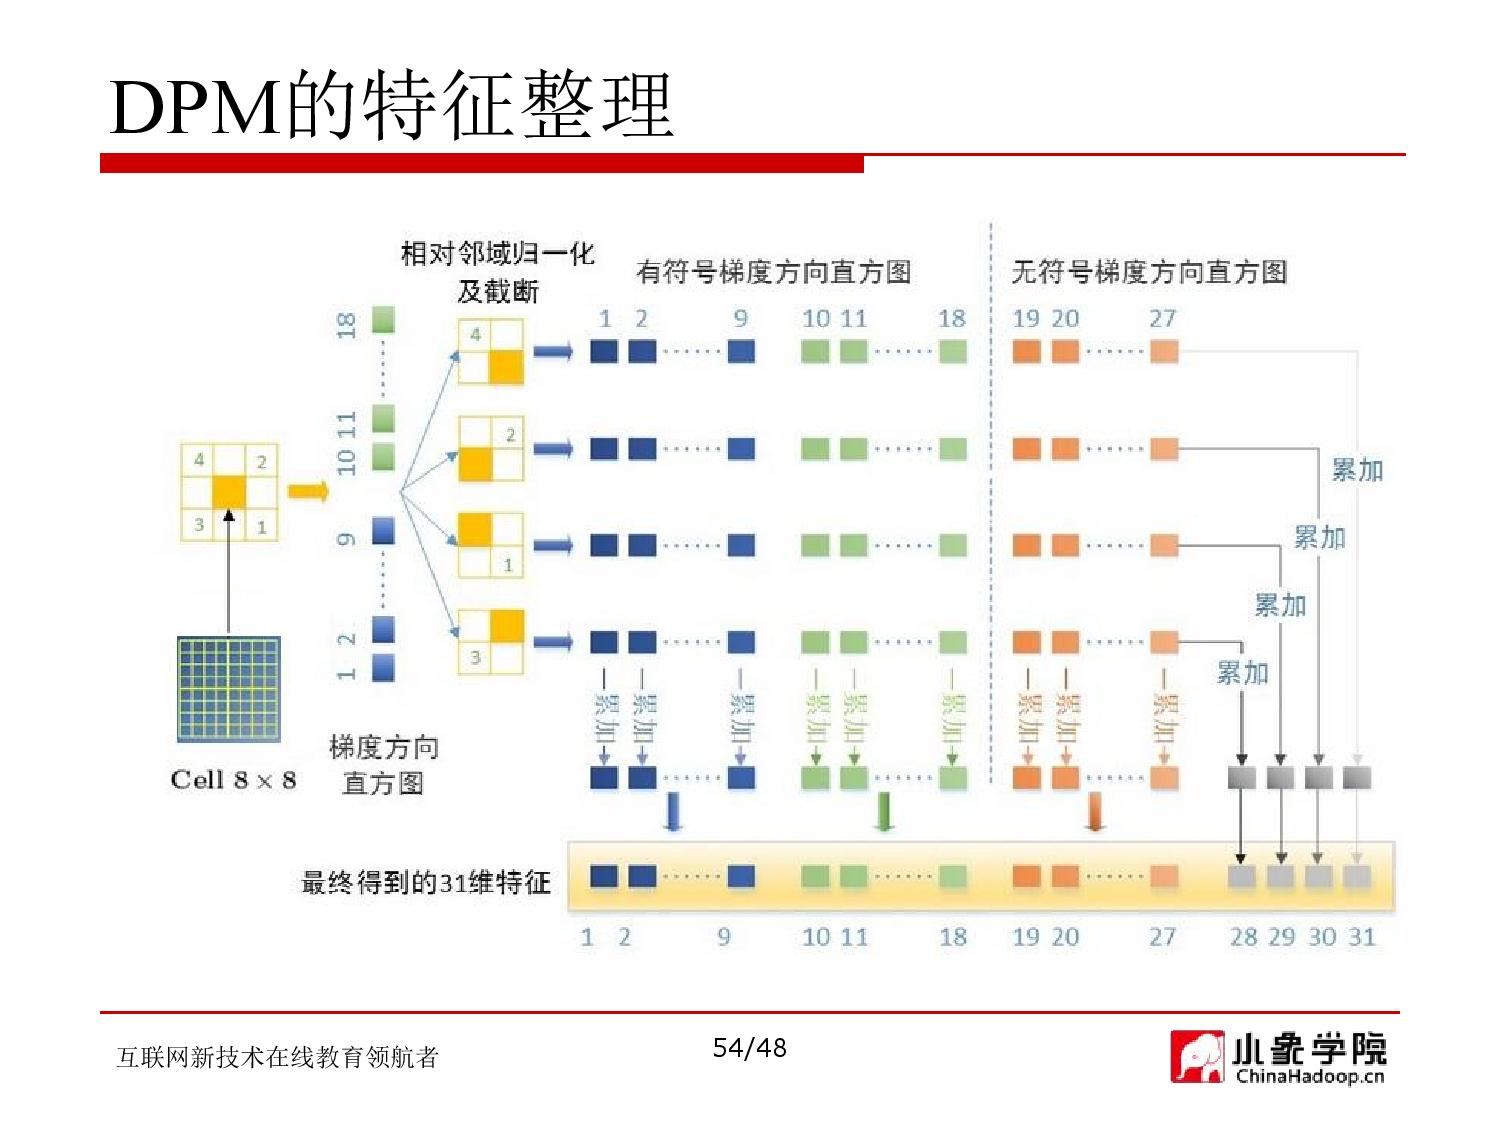 DPM的特征整理
相对邻域归一化
及截断
有符号梯度方向直方图
无符号梯度方向直方图
1 2 9 10 11 18 19 20 27
18
11
10
9
2
1
4
2
1
3
4 2
3 1
累加
累加
累加
累加
累加 累加 累加 累加 累加 累加 累加 累加 累加
Cell 8 × 8
梯度方向
直方图
最终得到的31维特征
1 2 9 10 11 18 19 20 27 28 29 30 31
互联网新技术在线教育领航者
54/48
小象学院
ChinaHadoop.cn